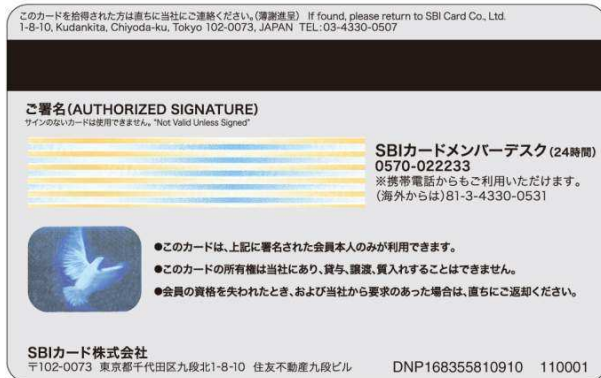 このカードを拾得された方は直ちに当社にご連絡ください。(薄謝進呈) If found, please return to SBI Card Co., Ltd.
1-8-10, Kudankita, Chiyoda-ku, Tokyo 102-0073, JAPAN TEL:03-4330-0507
ご署名(AUTHORIZED SIGNATURE)
サインのないカードは使用できません。"Not Valid Unless Signed"
SBIカードメンバーデスク(24時間)
0570-022233
※携帯電話からもご利用いただけます。
(海外からは)81-3-4330-0531
●このカードは、上記に署名された会員本人のみが利用できます。
●このカードの所有権は当社にあり、貸与、譲渡、質入れすることはできません。
●会員の資格を失われたとき、および当社から要求のあった場合は、直ちにご返却ください。
SBIカード株式会社
〒102-0073 東京都千代田区九段北1-8-10 住友不動産九段ビル
DNP168355810910 110001